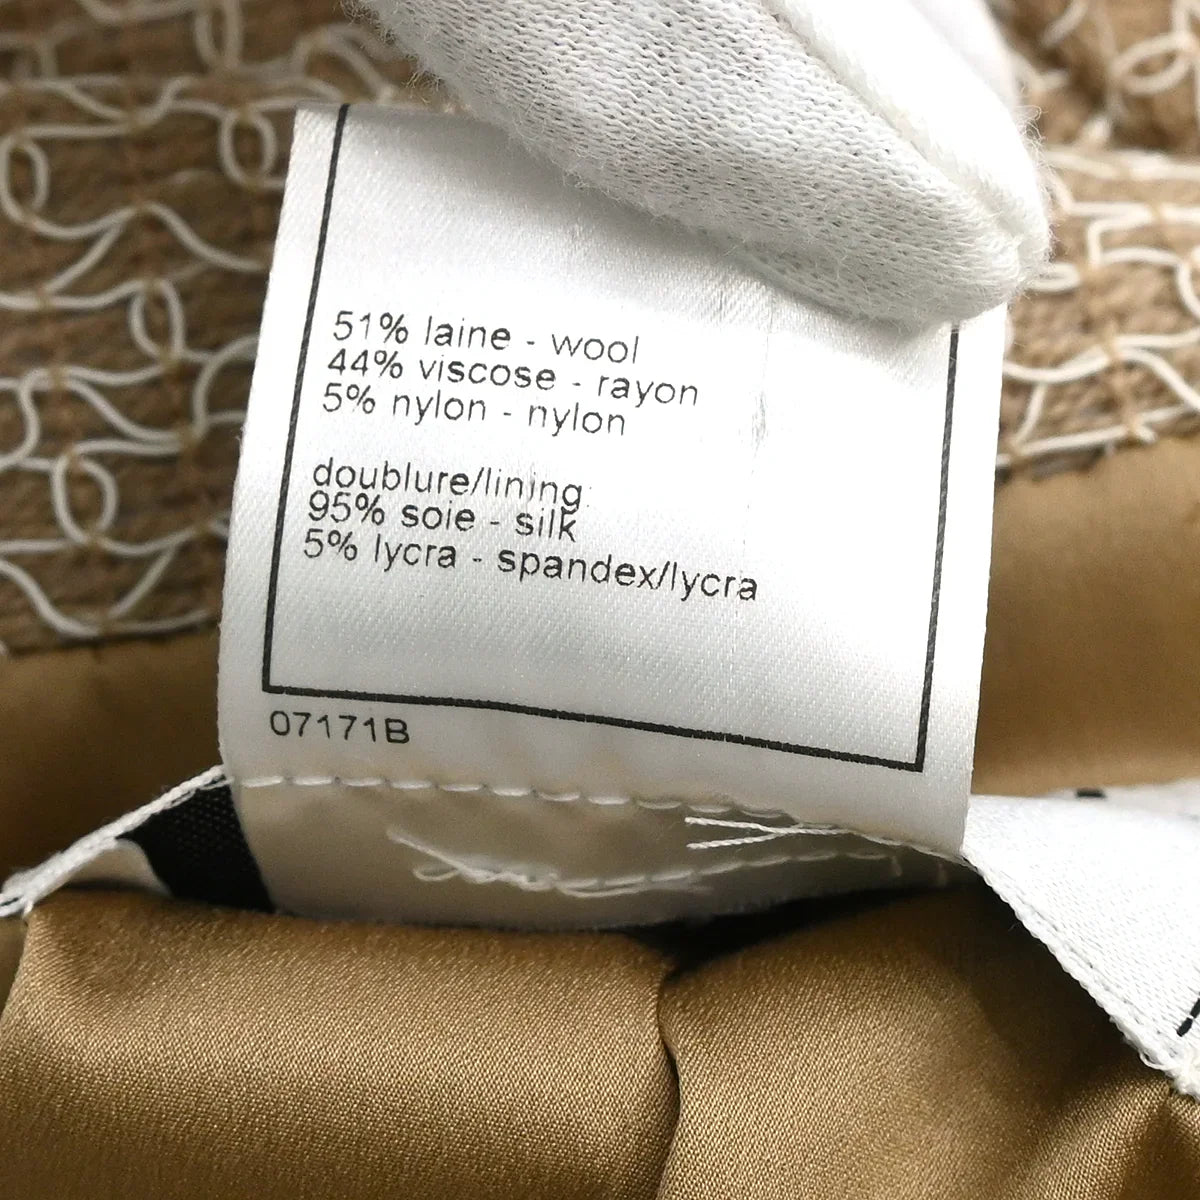 51% laine - wool
44% viscose - rayon
5% nylon - nylon
doublure/lining
95% soie - silk
5% lycra - spandex/lycra
07171B